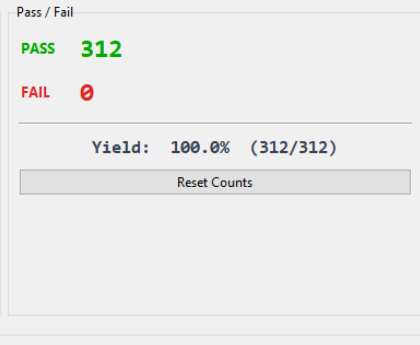 Pass / Fail
PASS 312
FAIL 0
Yield: 100.0% (312/312)
Reset Counts